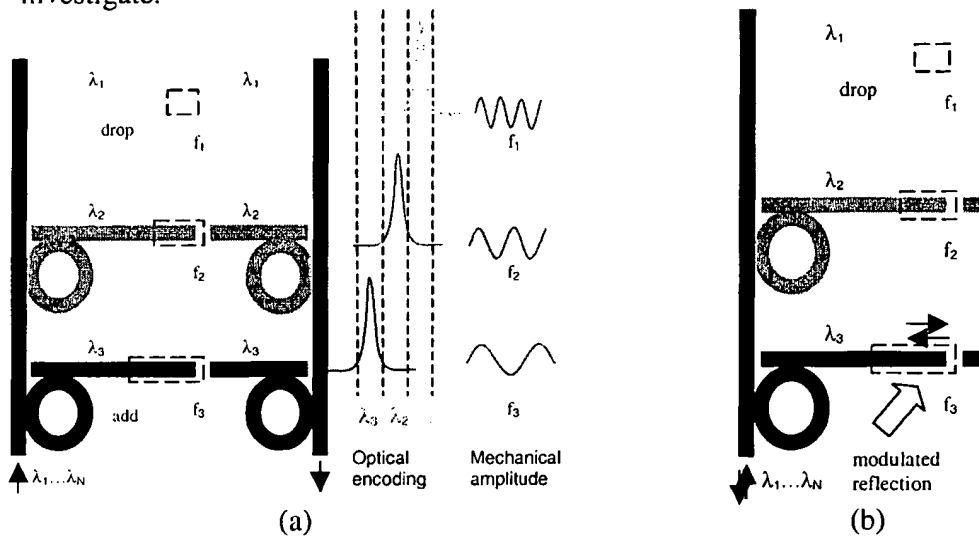 λ₁
λ₁
drop
f₁
λ₂
λ₂
f₂
λ₃
λ₃
add
f₃
λ₁...λN
f₁
f₂
f₃
λ₃
λ₂
Optical
encoding
Mechanical
amplitude
(a)
λ₁
drop
f₁
λ₂
f₂
λ₃
f₃
λ₁...λN
modulated
reflection
(b)